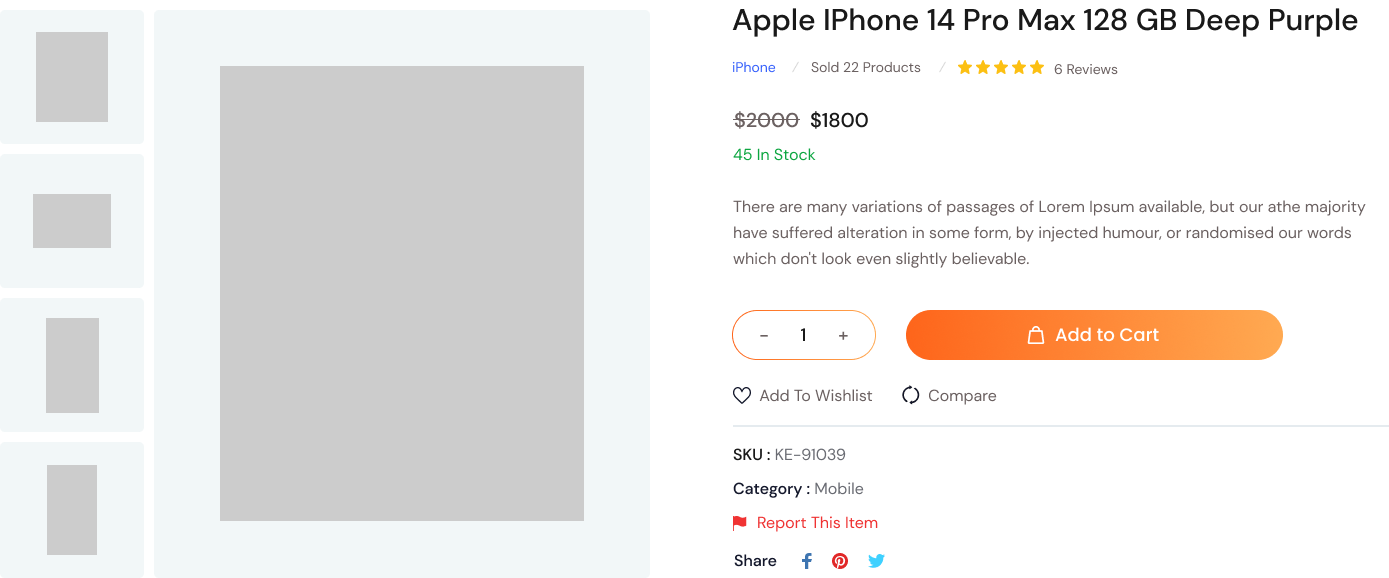 Apple IPhone 14 Pro Max 128 GB Deep Purple
iPhone / Sold 22 Products / 6 Reviews
$2000 $1800
45 In Stock
There are many variations of passages of Lorem Ipsum available, but our athe majority
have suffered alteration in some form, by injected humour, or randomised our words
which don't look even slightly believable.
- 1 + Add to Cart
Add To Wishlist Compare
SKU : KE-91039
Category : Mobile
Report This Item
Share